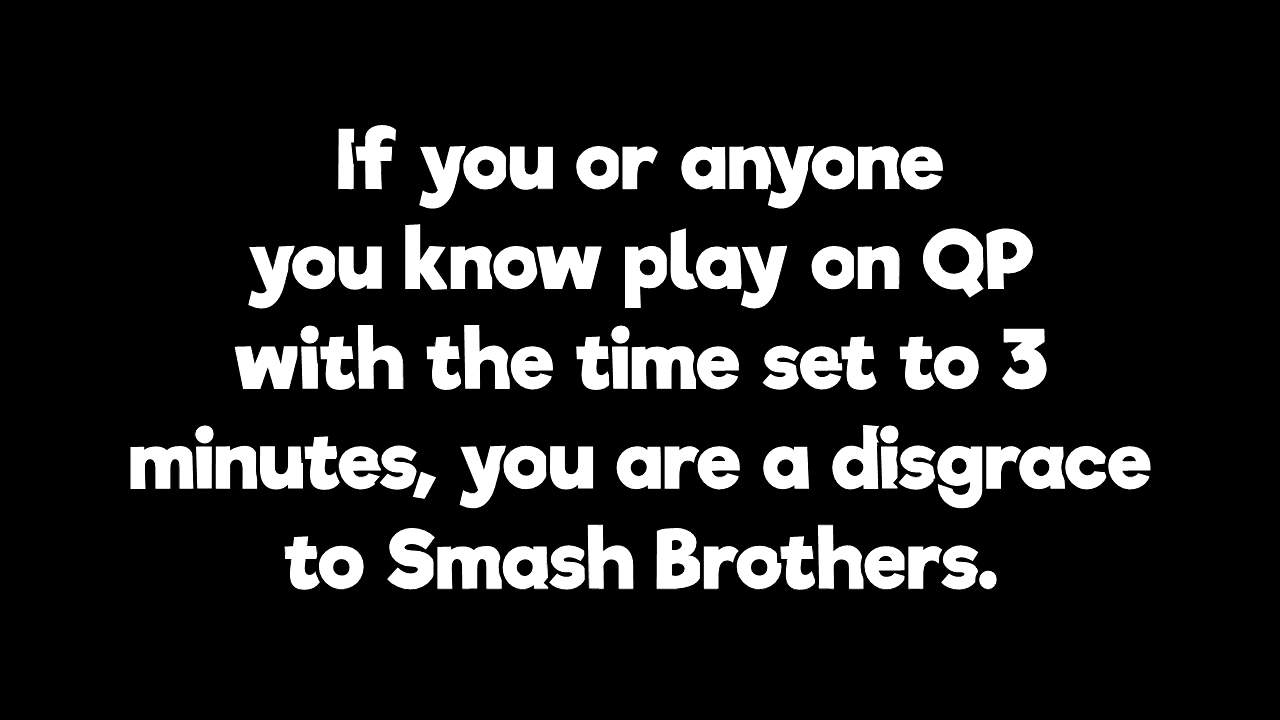 If you or anyone
you know play on QP
with the time set to 3
minutes, you are a disgrace
to Smash Brothers.